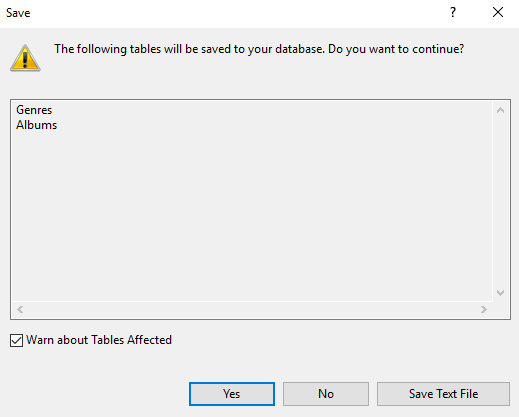 Save
?
The following tables will be saved to your database. Do you want to continue?
Genres
Albums
Warn about Tables Affected
Yes
No
Save Text File